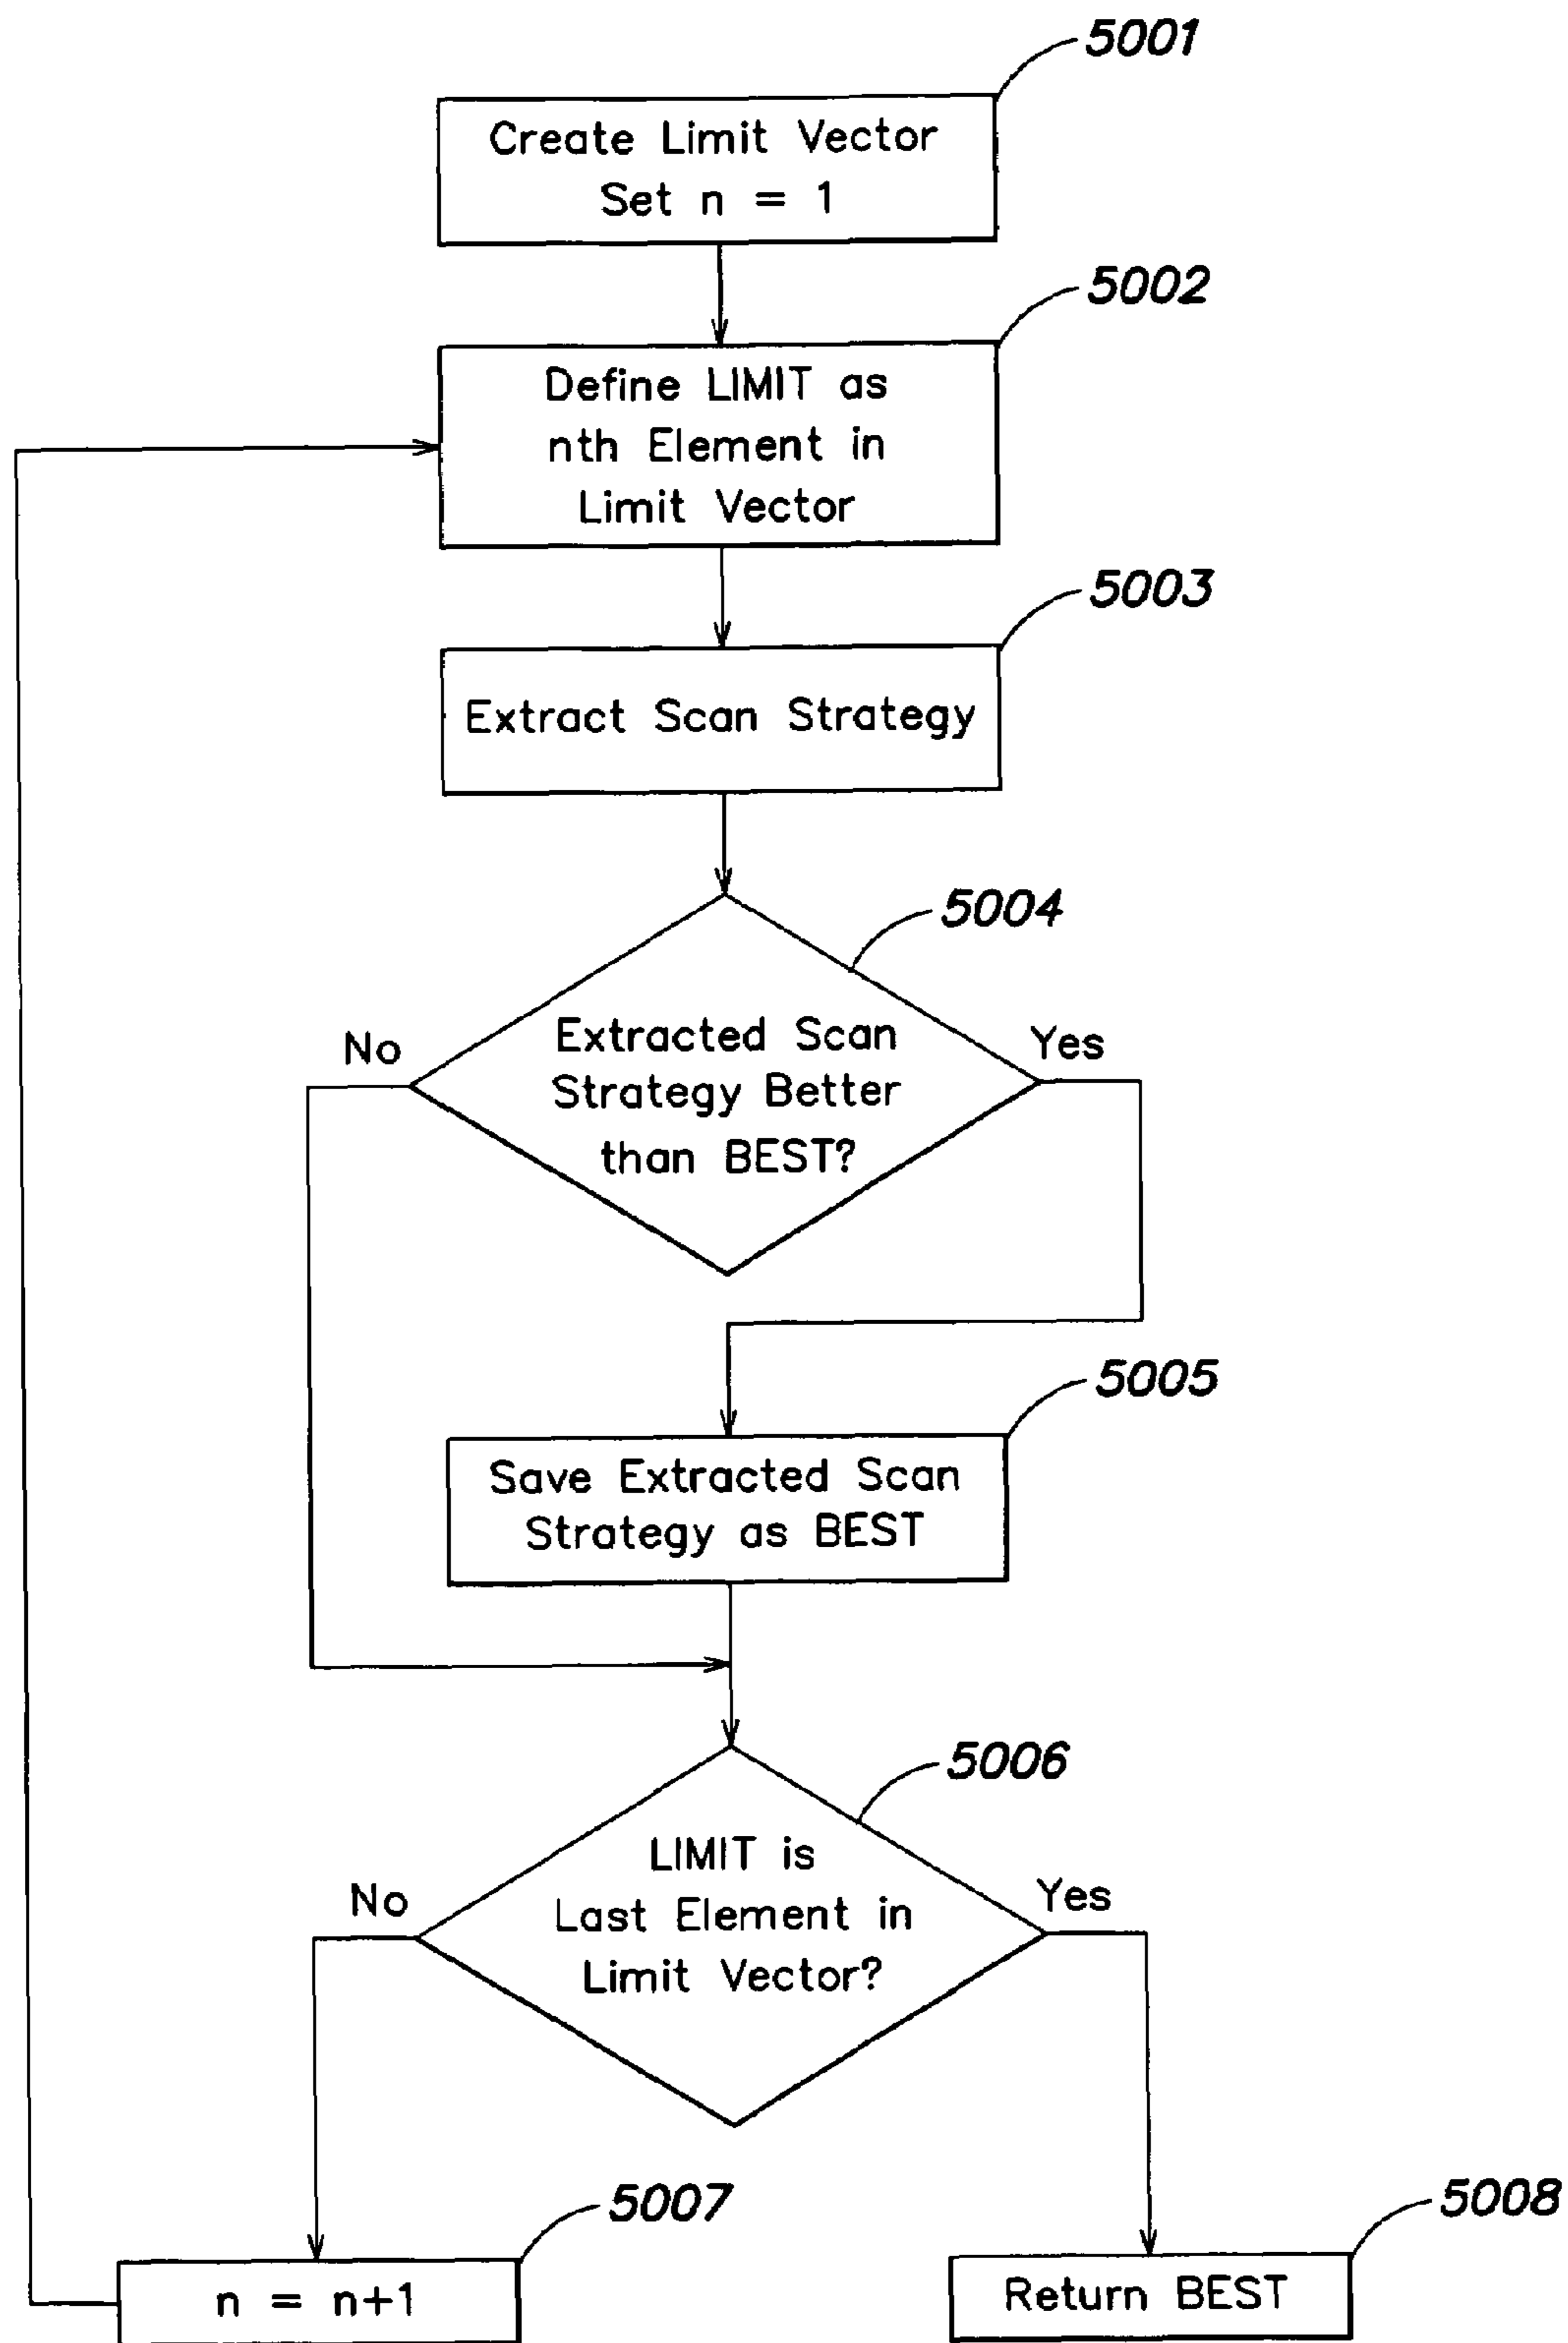 5001
Create Limit Vector
Set n = 1
5002
Define LIMIT as
nth Element in
Limit Vector
5003
Extract Scan Strategy
5004
No
Yes
Extracted Scan
Strategy Better
than BEST?
5005
Save Extracted Scan
Strategy as BEST
5006
No
Yes
LIMIT is
Last Element in
Limit Vector?
5007
n = n+1
5008
Return BEST